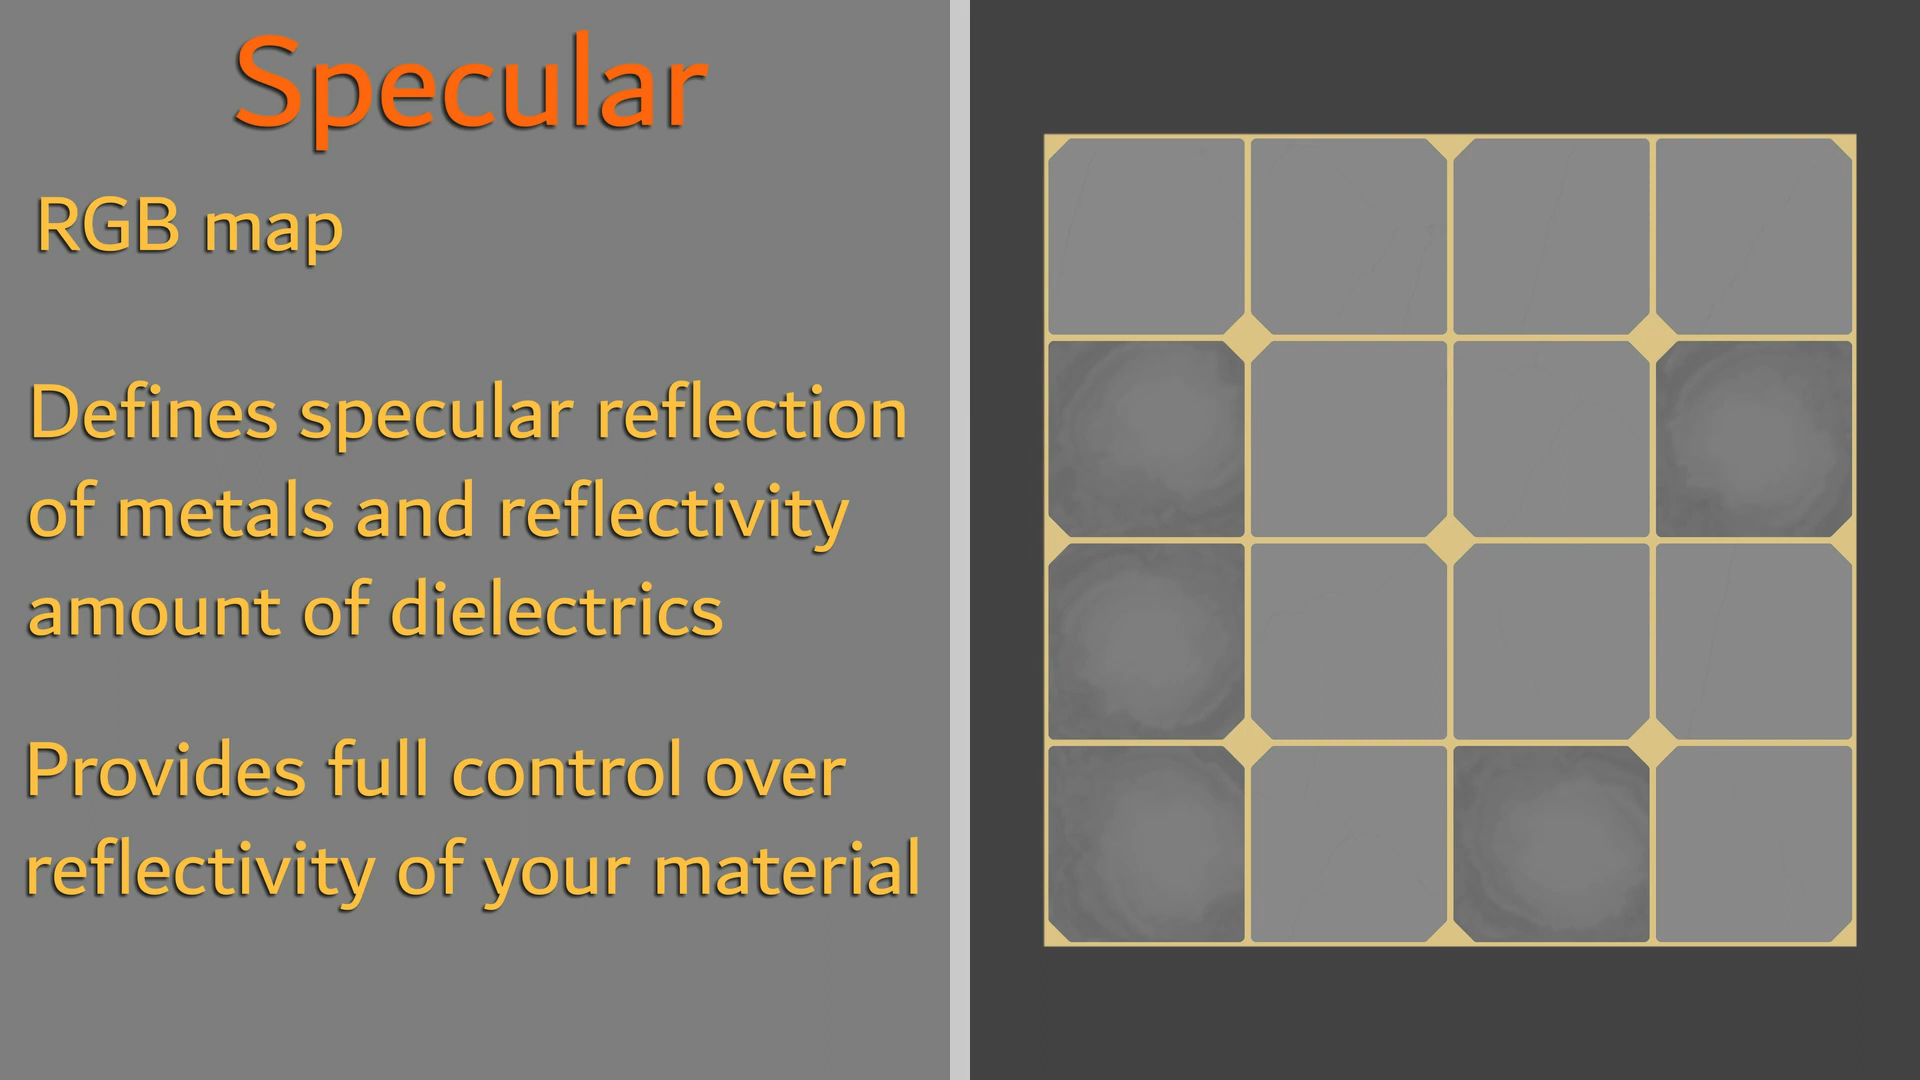 Specular
RGB map
Defines specular reflection
of metals and reflectivity
amount of dielectrics
Provides full control over
reflectivity of your material